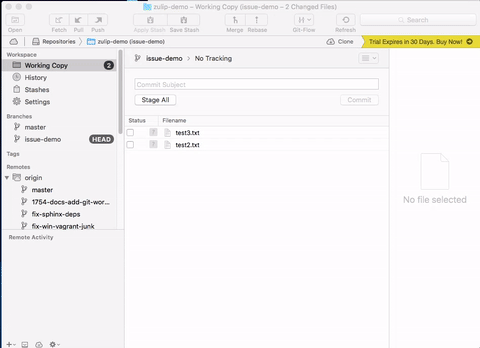 zulip-demo – Working Copy (issue-demo – 2 Changed Files)
Open Fetch Pull Push Apply Stash Save Stash Merge Rebase Git-Flow Refresh Search
Repositories zulip-demo (issue-demo) Clone Trial Expires in 30 Days. Buy Now!
Workspace
Working Copy 2
History
Stashes
Settings
Branches
master
issue-demo HEAD
Tags
Remotes
origin
master
1754-docs-add-git-wor...
fix-sphinx-deps
fix-win-vagrant-junk
Remote Activity
issue-demo No Tracking
Commit Subject
Stage All Commit
Status Filename
? test3.txt
? test2.txt
No file selected